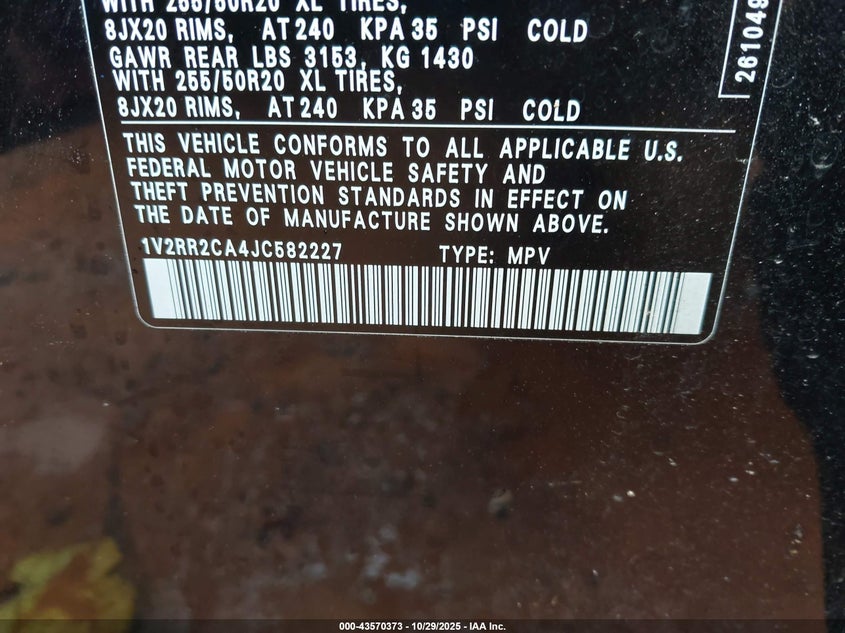 WITH 255/50R20 XL TIRES,
8JX20 RIMS, AT 240 KPA 35 PSI COLD
GAWR REAR LBS 3153, KG 1430
WITH 255/50R20 XL TIRES,
8JX20 RIMS, AT 240 KPA 35 PSI COLD
THIS VEHICLE CONFORMS TO ALL APPLICABLE U.S.
FEDERAL MOTOR VEHICLE SAFETY AND
THEFT PREVENTION STANDARDS IN EFFECT ON
THE DATE OF MANUFACTURE SHOWN ABOVE.
1V2RR2CA4JC582227 TYPE: MPV
000-43570373 - 10/29/2025 - IAA Inc.